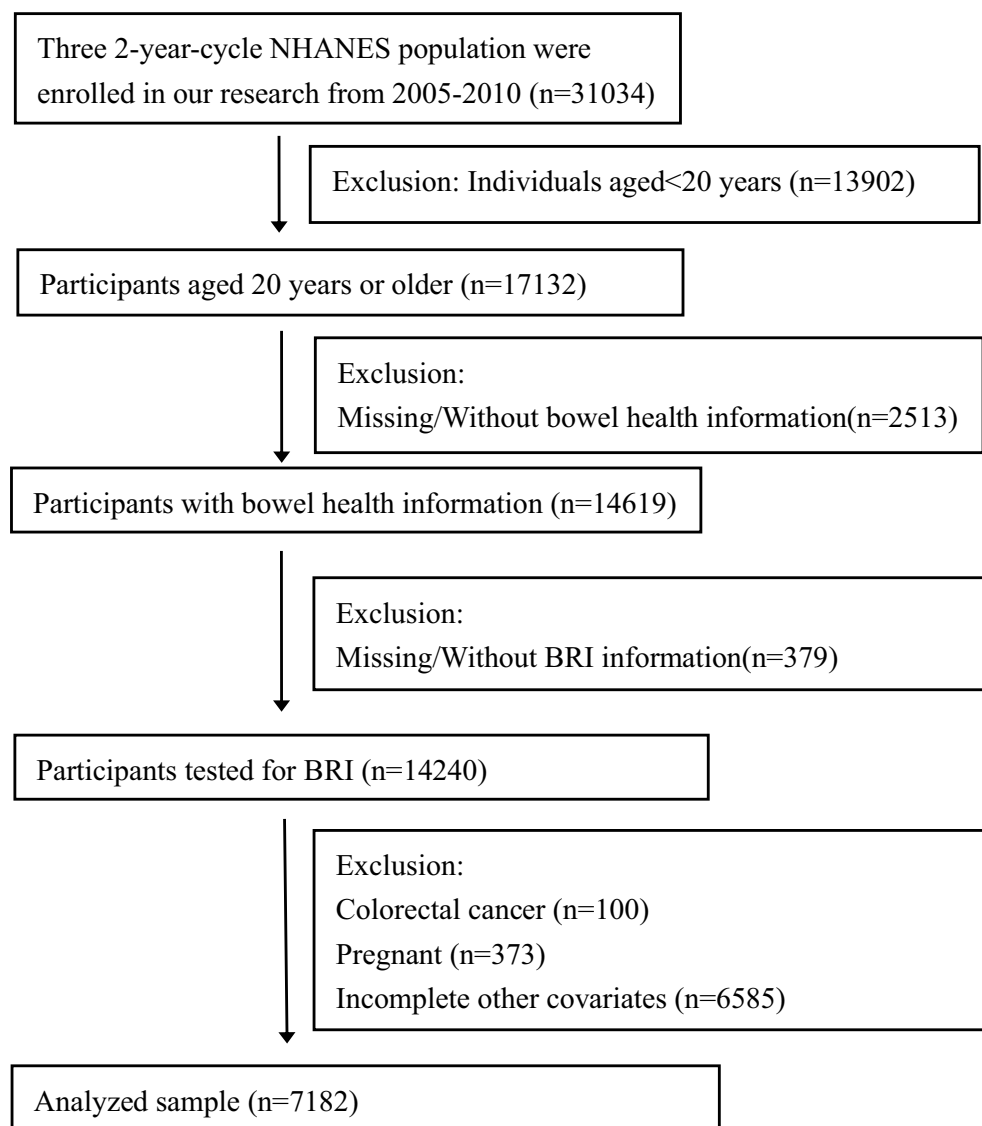 Three 2-year-cycle NHANES population were
enrolled in our research from 2005-2010 (n=31034)
Exclusion: Individuals aged<20 years (n=13902)
Participants aged 20 years or older (n=17132)
Exclusion:
Missing/Without bowel health information(n=2513)
Participants with bowel health information (n=14619)
Exclusion:
Missing/Without BRI information(n=379)
Participants tested for BRI (n=14240)
Exclusion:
Colorectal cancer (n=100)
Pregnant (n=373)
Incomplete other covariates (n=6585)
Analyzed sample (n=7182)